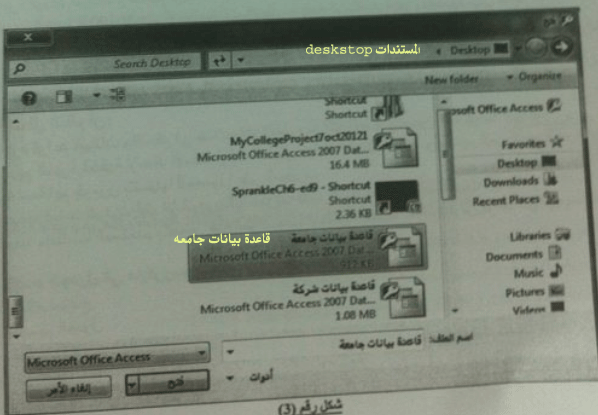 فتح
المستندات deskstop
Desktop
Search Desktop
Organize
New folder
Microsoft Office Access
Favorites
Desktop
Downloads
Recent Places
Libraries
Documents
Music
Pictures
Videos
Shortcut
Shortcut
MyCollegeProject7oct20121
Microsoft Office Access 2007 Dat...
16.4 MB
SprankleCh6-ed9 - Shortcut
Shortcut
2.36 KB
قاعدة بيانات جامعة
قاعدة بيانات جامعه
Microsoft Office Access 2007 Dat...
912 KB
قاعدة بيانات شركة
Microsoft Office Access 2007 Dat...
1.08 MB
اسم الملف: قاعدة بيانات جامعة
Microsoft Office Access
أدوات
فتح
إلغاء الأمر
شكل رقم (3)